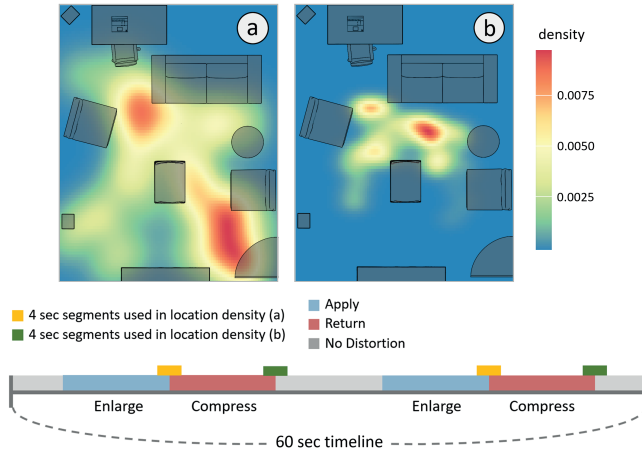 a
b
density
0.0075
0.0050
0.0025
4 sec segments used in location density (a)
4 sec segments used in location density (b)
Apply
Return
No Distortion
Enlarge Compress Enlarge Compress
60 sec timeline